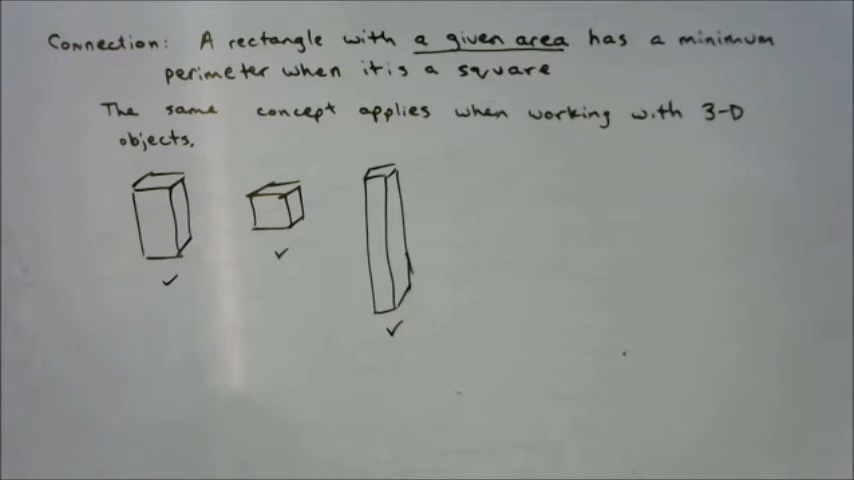 Connection: A rectangle with a given area has a minimum
perimeter when it is a square
The same concept applies when working with 3-D
objects.